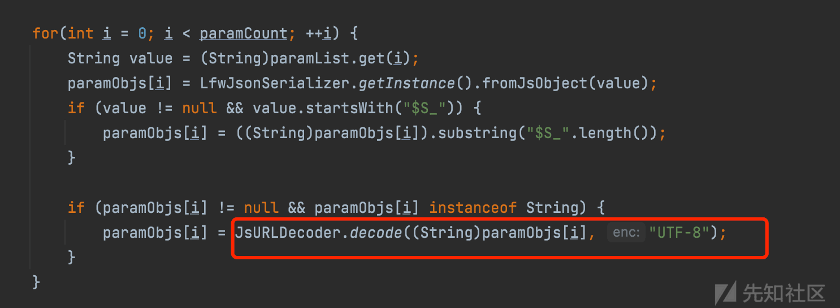 for(int i = 0; i < paramCount; ++i) {
String value = (String)paramList.get(i);
paramObjs[i] = LfwJsonSerializer.getInstance().fromJsObject(value);
if (value != null && value.startsWith("$S_")) {
paramObjs[i] = ((String)paramObjs[i]).substring("$S_".length());
}
if (paramObjs[i] != null && paramObjs[i] instanceof String) {
paramObjs[i] = JsURLDecoder.decode((String)paramObjs[i], enc: "UTF-8");
}
}
先知社区